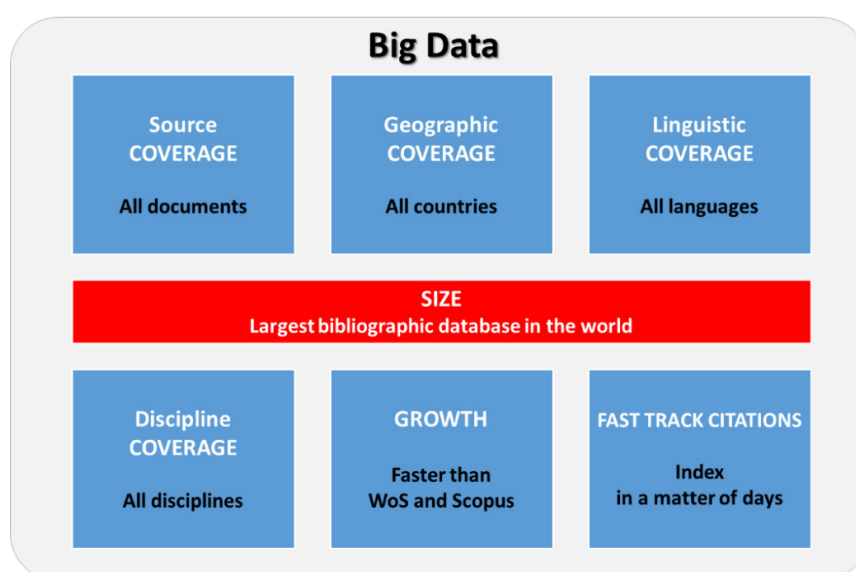 Big Data
Source
COVERAGE
All documents
Geographic
COVERAGE
All countries
Linguistic
COVERAGE
All languages
SIZE
Largest bibliographic database in the world
Discipline
COVERAGE
All disciplines
GROWTH
Faster than
WoS and Scopus
FAST TRACK CITATIONS
Index
in a matter of days